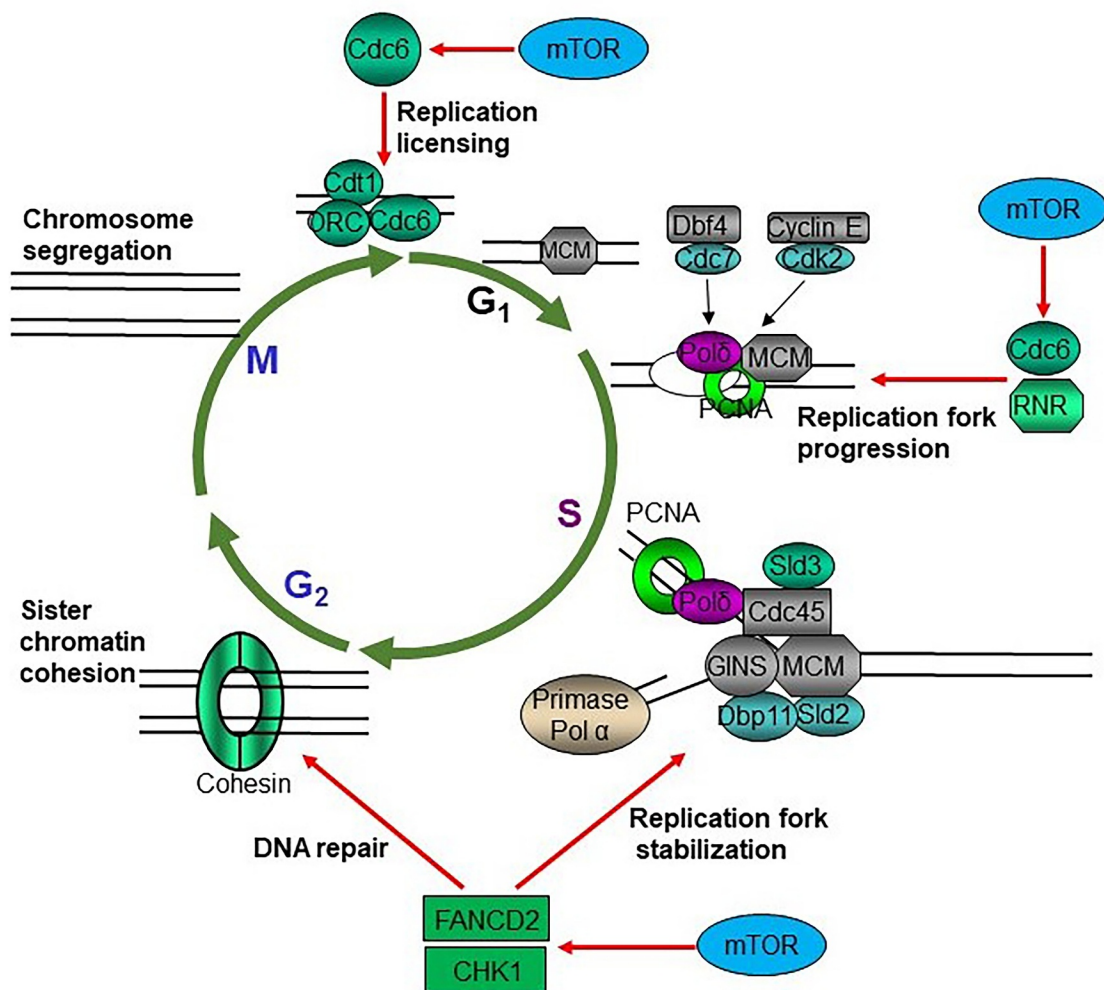 Cdc6
mTOR
Replication
licensing
Cdt1
ORC
Cdc6
Chromosome
segregation
MCM
Dbf4
Cdc7
Cyclin E
Cdk2
mTOR
G₁
M
Polδ
MCM
PCNA
Cdc6
RNR
Replication fork
progression
S
PCNA
Sld3
Polδ
Cdc45
G₂
Sister
chromatin
cohesion
GINS
MCM
Primase
Pol α
Dbp11
Sld2
Cohesin
DNA repair
Replication fork
stabilization
FANCD2
CHK1
mTOR